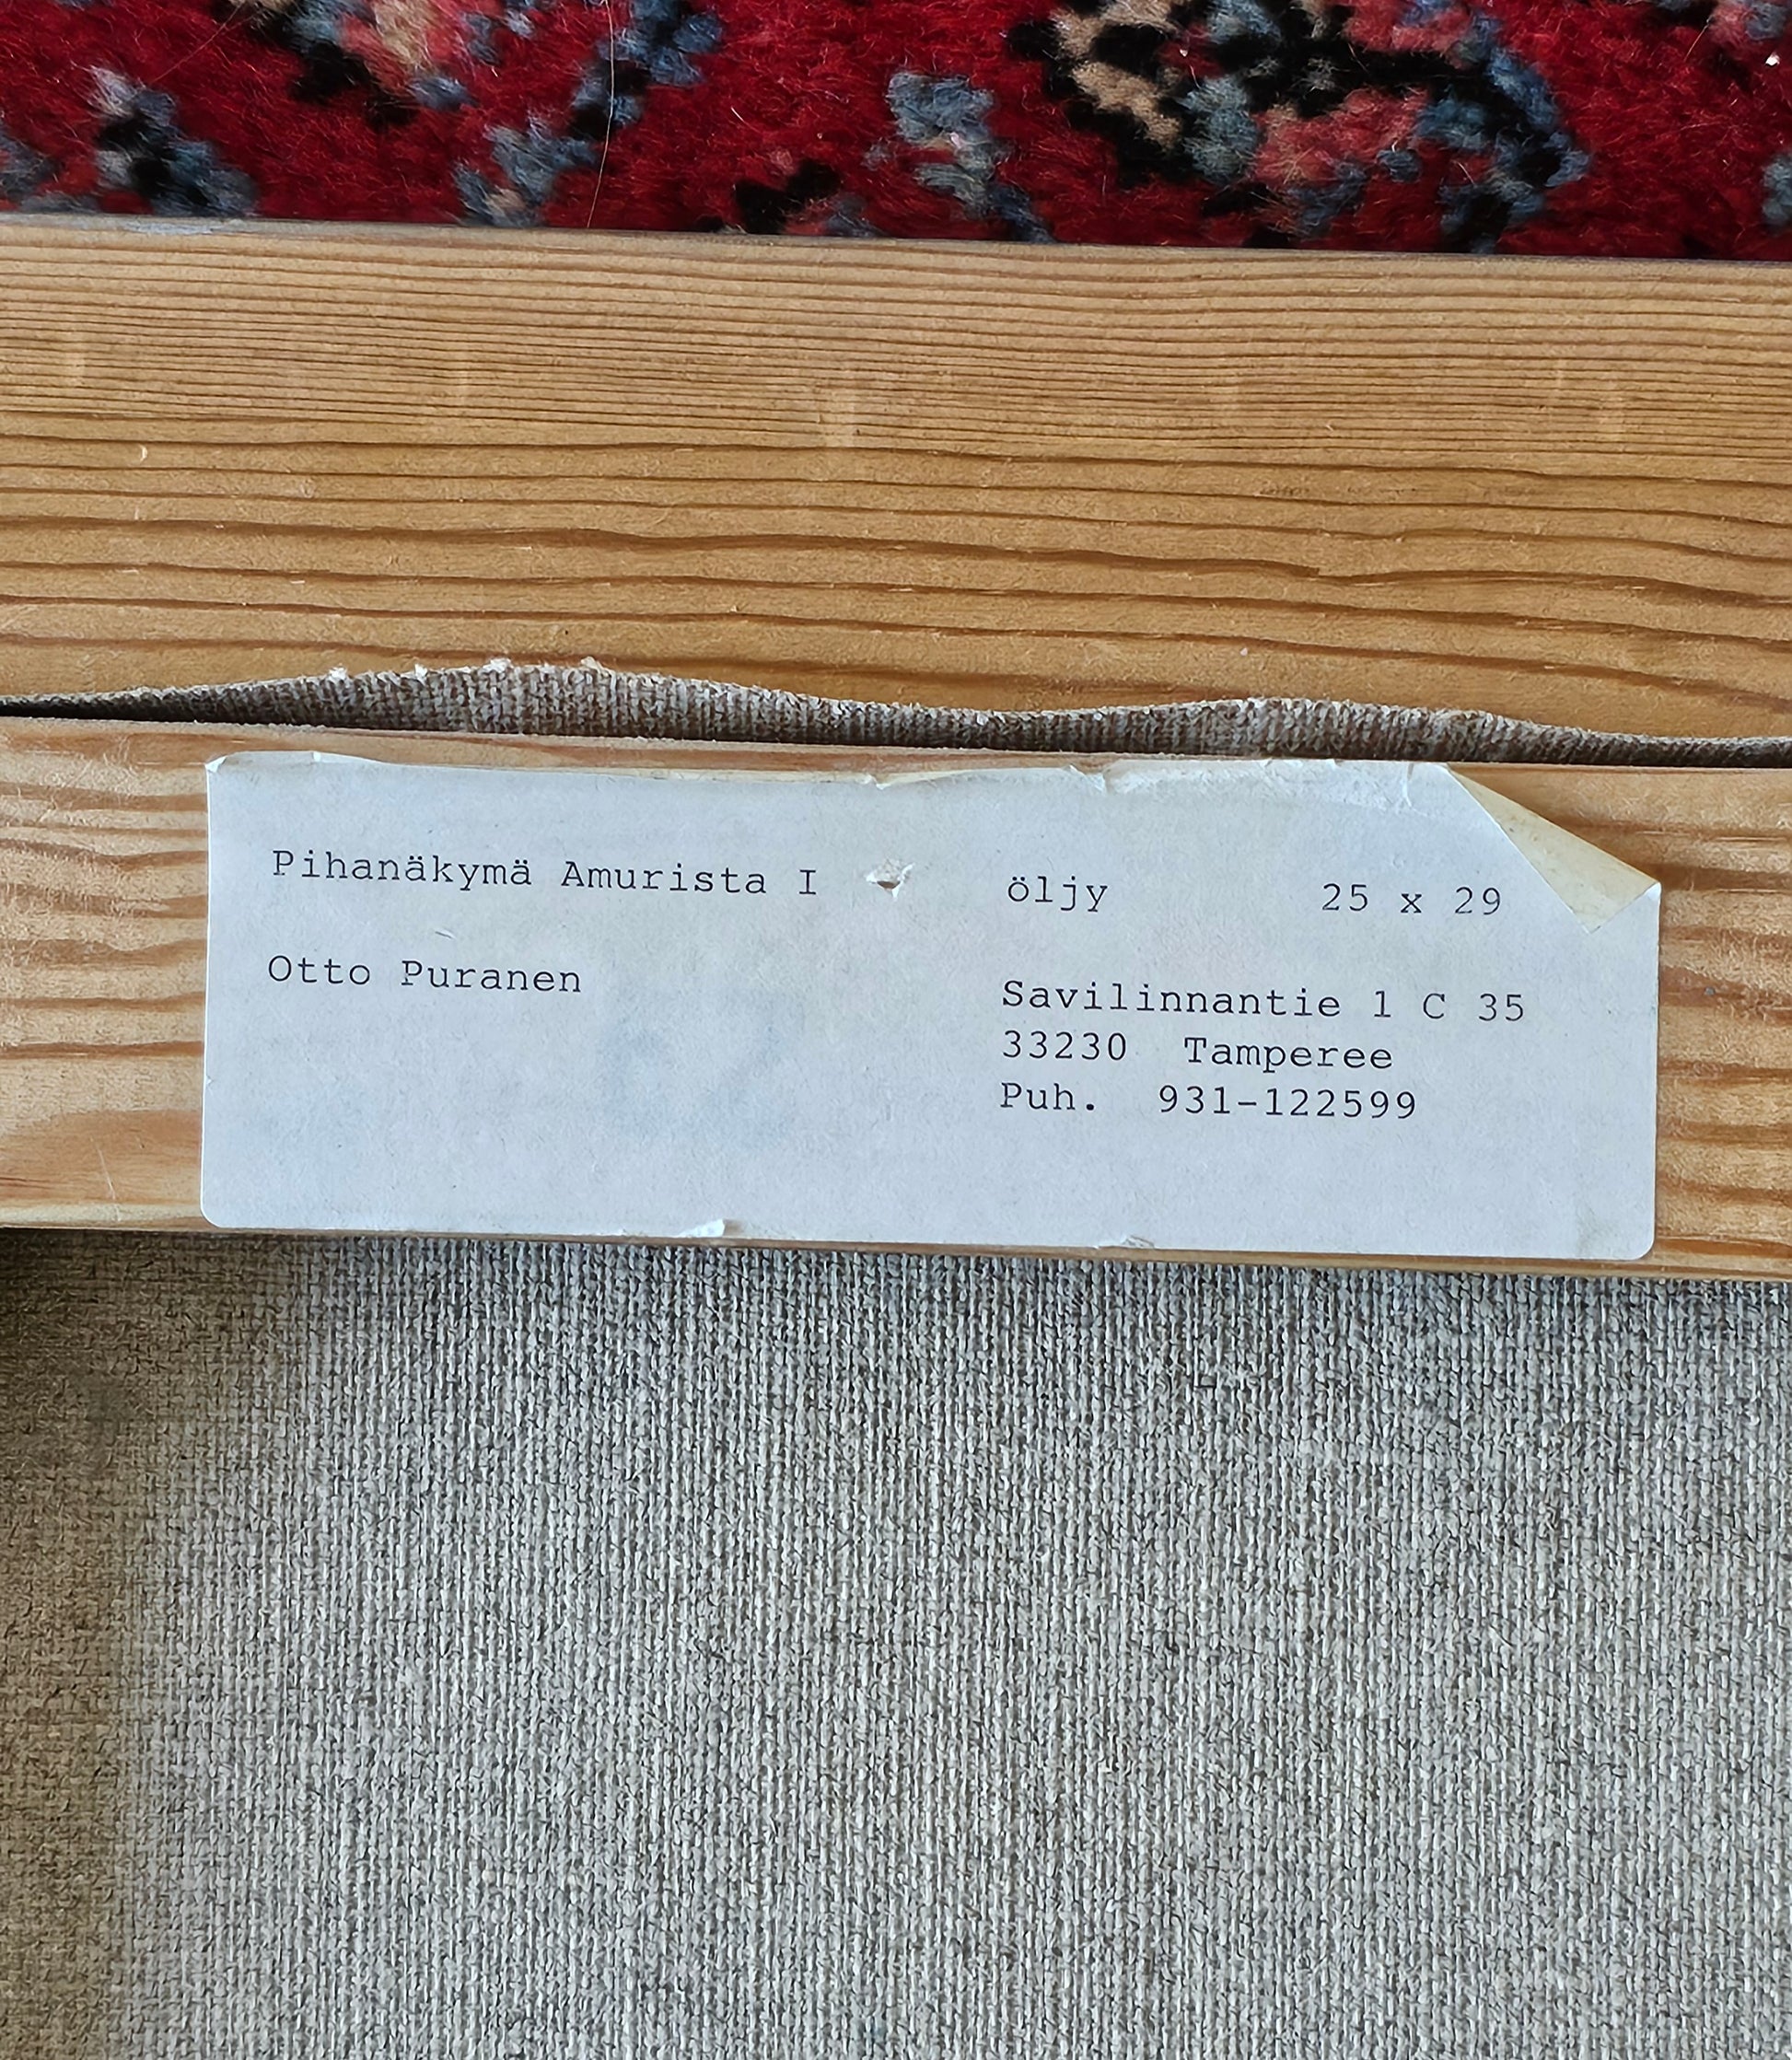 Pihanäkymä Amurista I öljy 25 x 29
Otto Puranen
Savilinnantie 1 C 35
33230 Tamperee
Puh. 931-122599